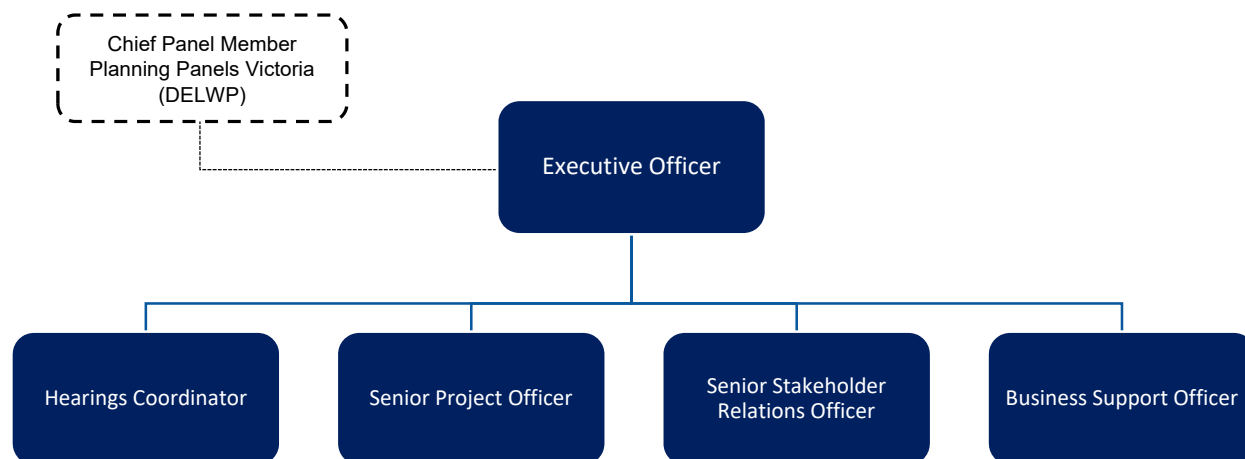 Chief Panel Member
Planning Panels Victoria
(DELWP)
Executive Officer
Hearings Coordinator
Senior Project Officer
Senior Stakeholder
Relations Officer
Business Support Officer